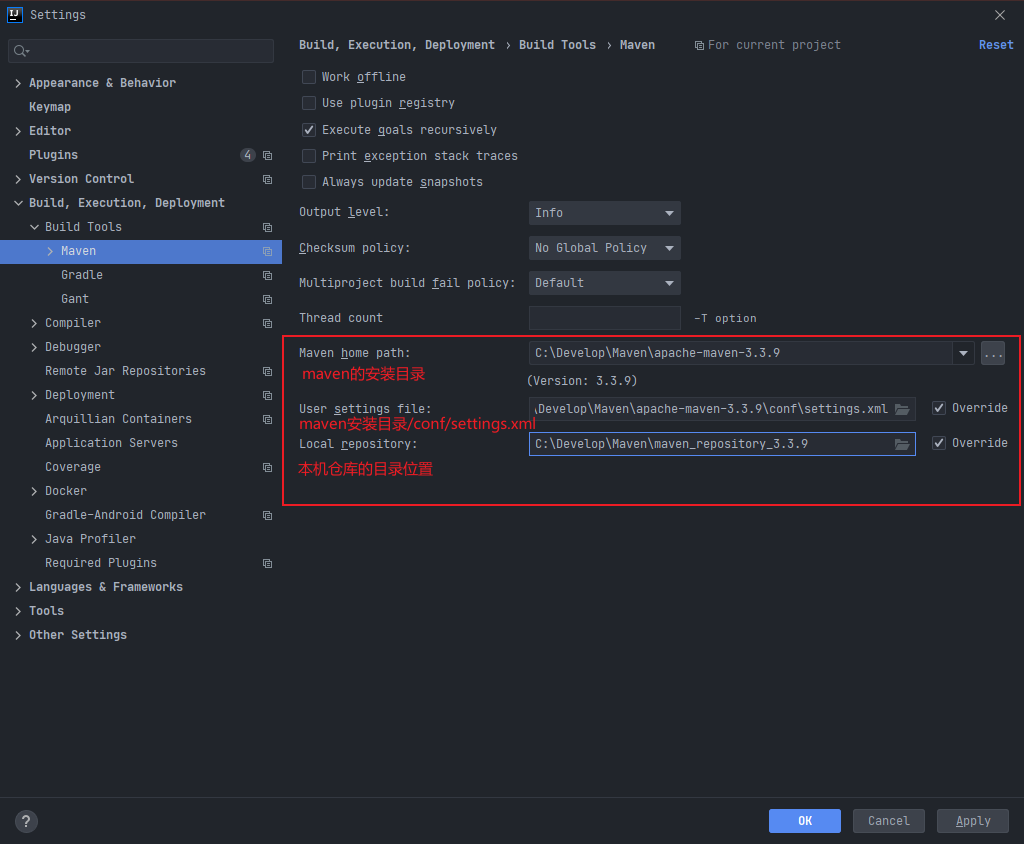 Settings
Build, Execution, Deployment › Build Tools › Maven For current project Reset
Appearance & Behavior
Keymap
Editor
Plugins 4
Version Control
Build, Execution, Deployment
Build Tools
Maven
Gradle
Gant
Compiler
Debugger
Remote Jar Repositories
Deployment
Arquillian Containers
Application Servers
Coverage
Docker
Gradle-Android Compiler
Java Profiler
Required Plugins
Languages & Frameworks
Tools
Other Settings
Work offline
Use plugin registry
Execute goals recursively
Print exception stack traces
Always update snapshots
Output level: Info
Checksum policy: No Global Policy
Multiproject build fail policy: Default
Thread count -T option
Maven home path: C:\Develop\Maven\apache-maven-3.3.9 ...
maven的安装目录
(Version: 3.3.9)
User settings file: \Develop\Maven\apache-maven-3.3.9\conf\settings.xml Override
maven安装目录/conf/settings.xml
Local repository: C:\Develop\Maven\maven_repository_3.3.9 Override
本机仓库的目录位置
? OK Cancel Apply